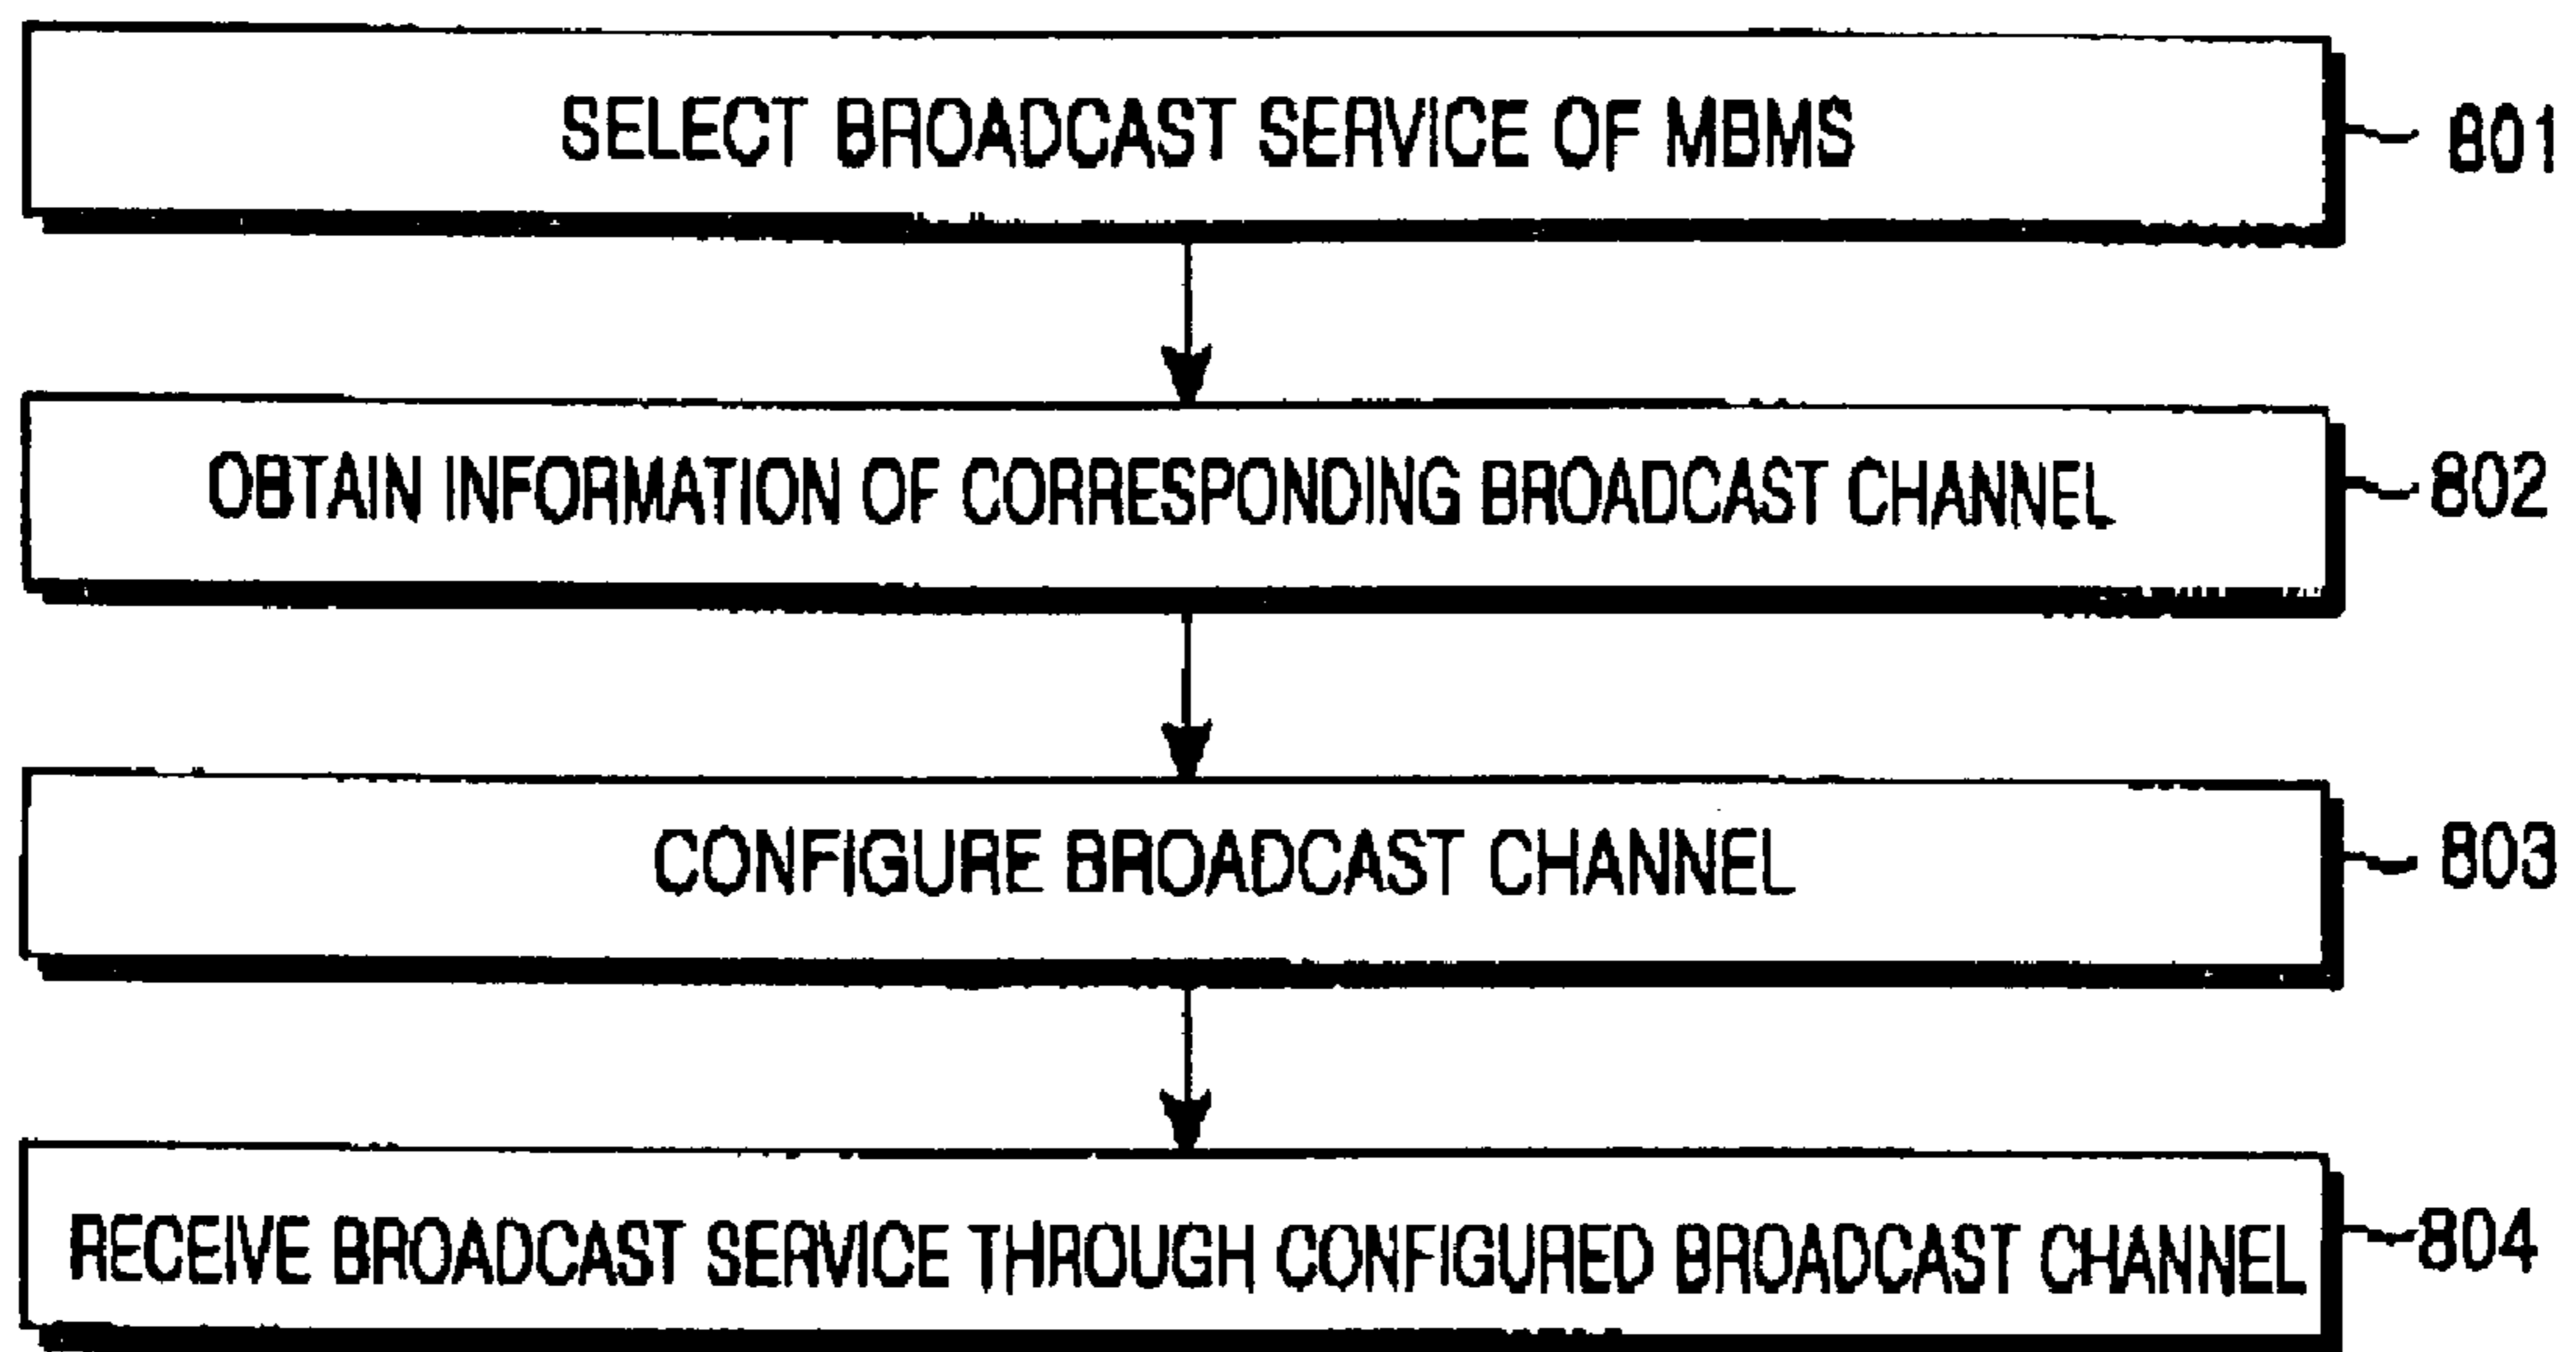 SELECT BROADCAST SERVICE OF MBMS 801
OBTAIN INFORMATION OF CORRESPONDING BROADCAST CHANNEL 802
CONFIGURE BROADCAST CHANNEL 803
RECEIVE BROADCAST SERVICE THROUGH CONFIGURED BROADCAST CHANNEL 804